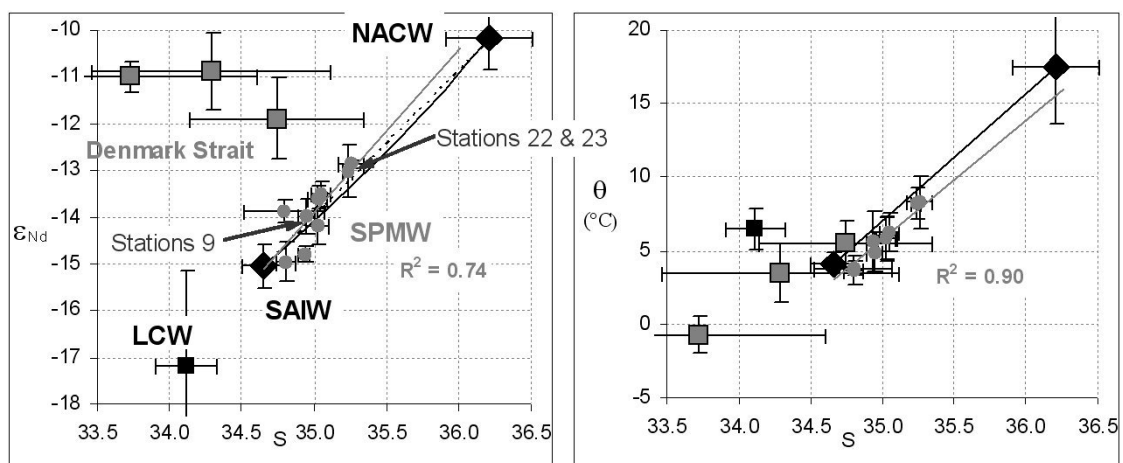 -10
-11
-12
-13
-14
-15
-16
-17
-18
εNd
NACW
Denmark Strait
Stations 22 & 23
Stations 9
SPMW
R² = 0.74
SAIW
LCW
33.5 34.0 34.5 35.0 35.5 36.0 36.5
S
20
15
10
5
0
-5
θ
(°C)
R² = 0.90
33.5 34.0 34.5 35.0 35.5 36.0 36.5
S